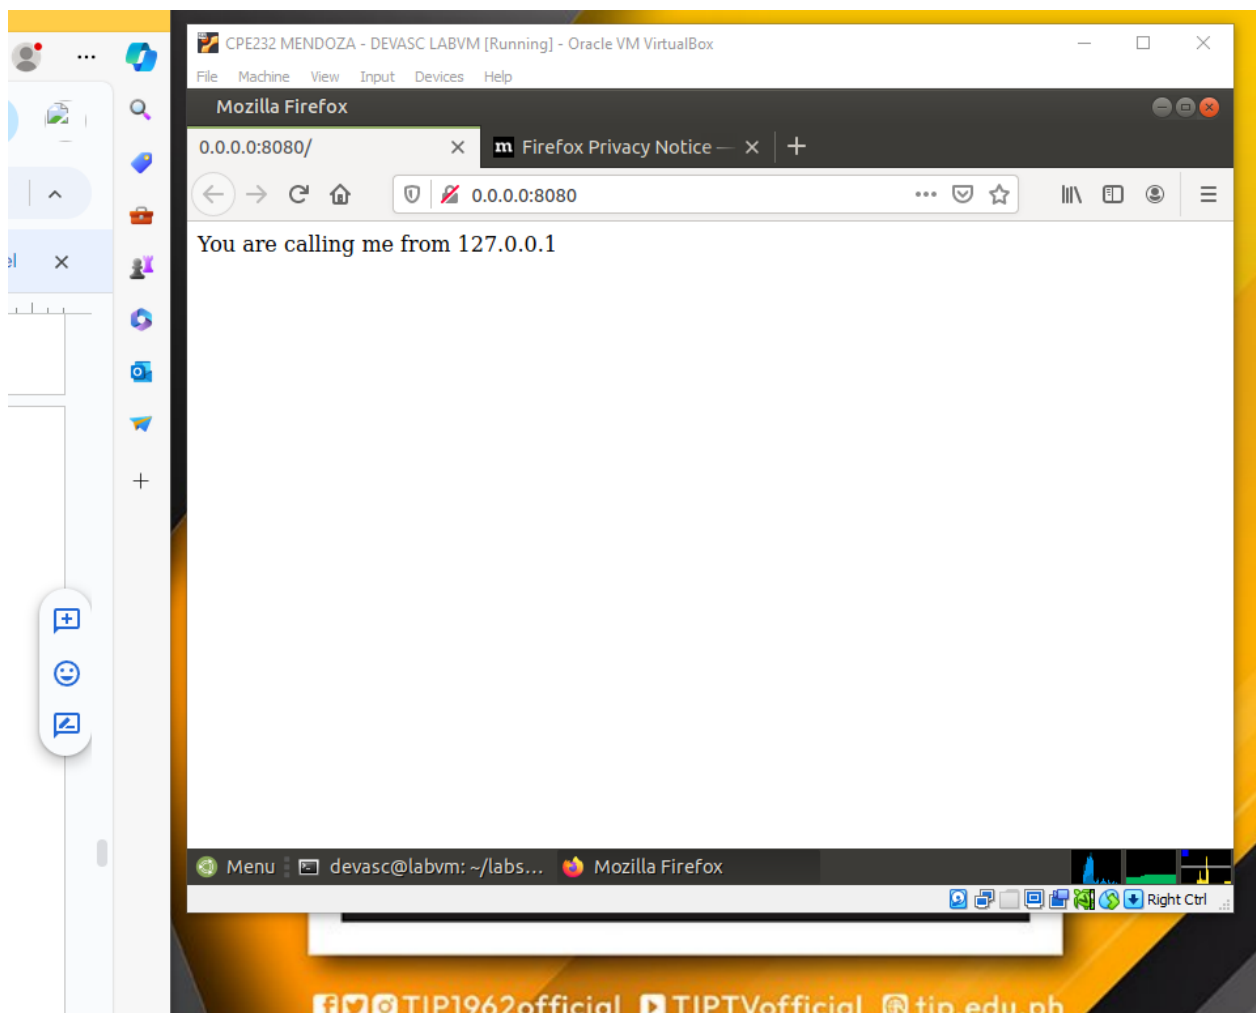 CPE232 MENDOZA - DEVASC LABVM [Running] - Oracle VM VirtualBox
File Machine View Input Devices Help
Mozilla Firefox
0.0.0.0:8080/
m Firefox Privacy Notice —
0.0.0.0:8080
You are calling me from 127.0.0.1
Menu devasc@labvm: ~/labs... Mozilla Firefox
Right Ctrl
TIP1962official TIPTVofficial tip.edu.ph